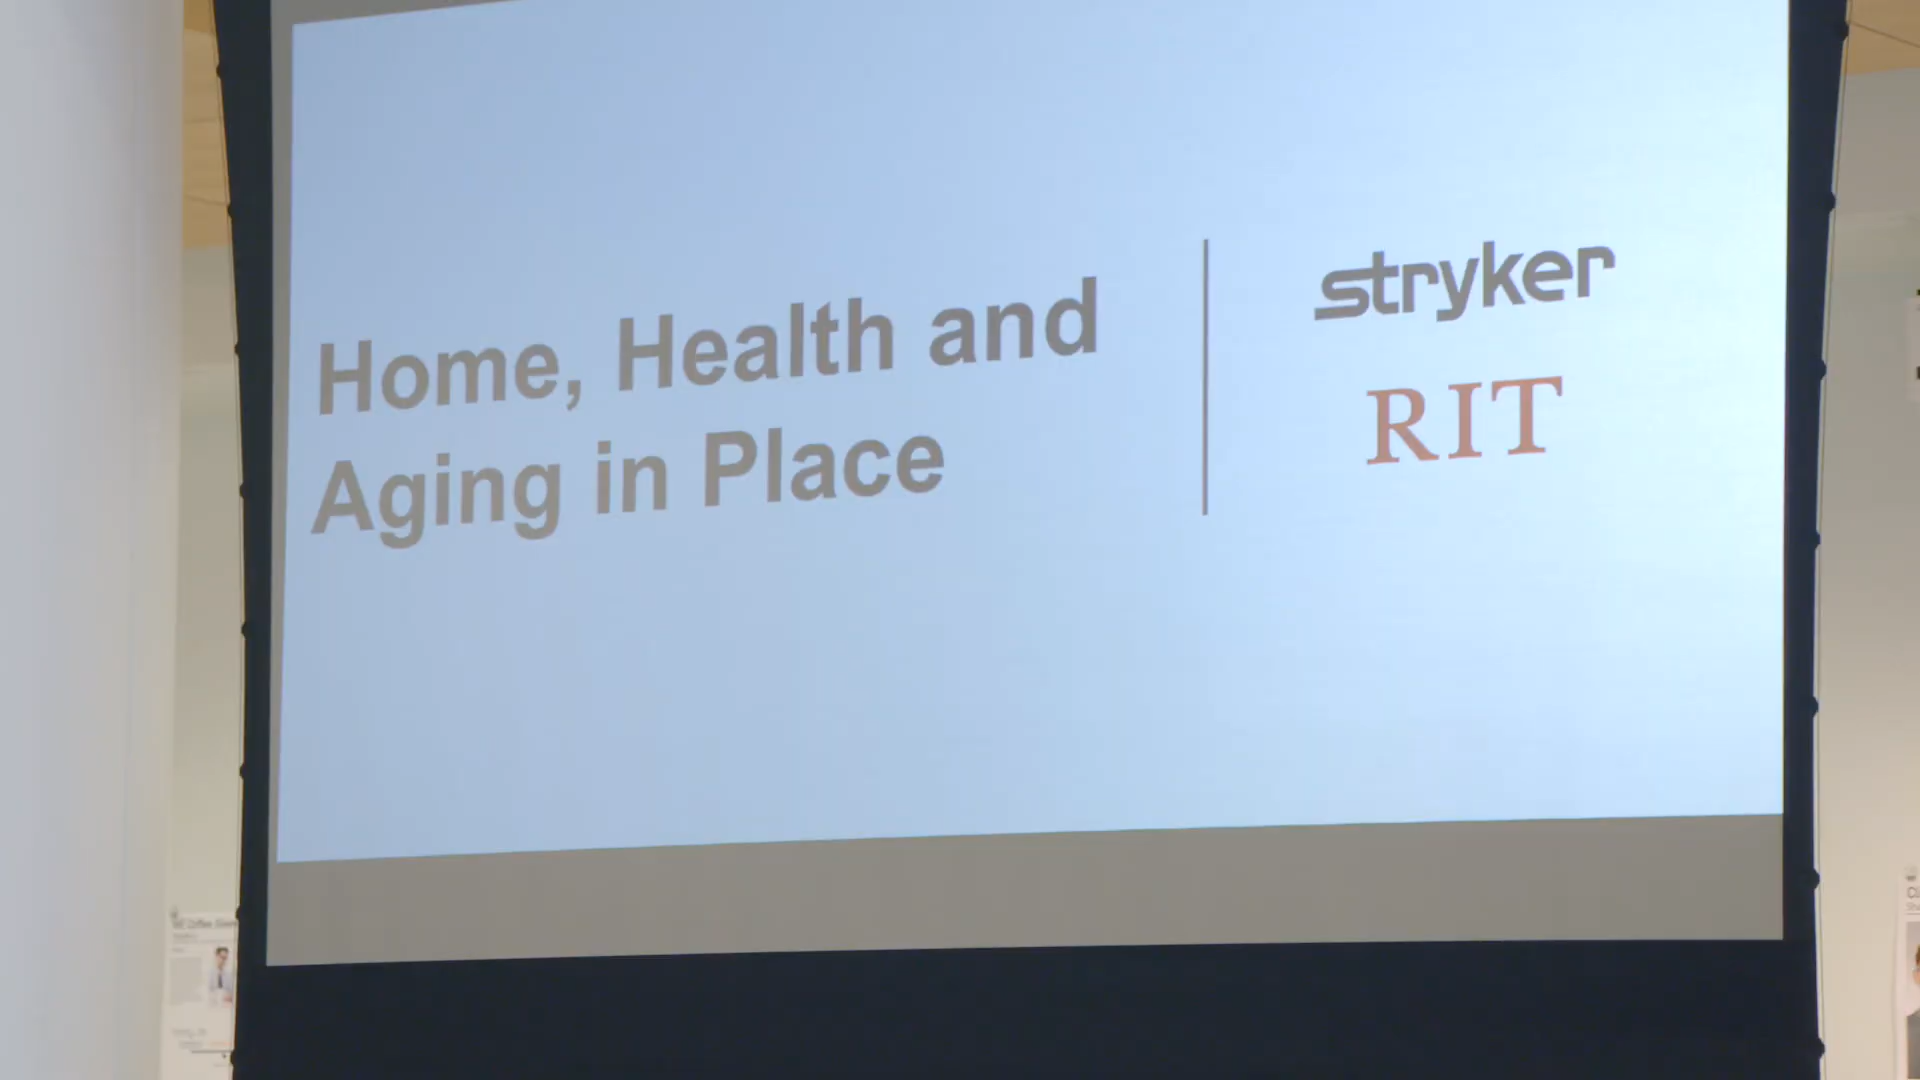 Home, Health and
Aging in Place
stryker
RIT